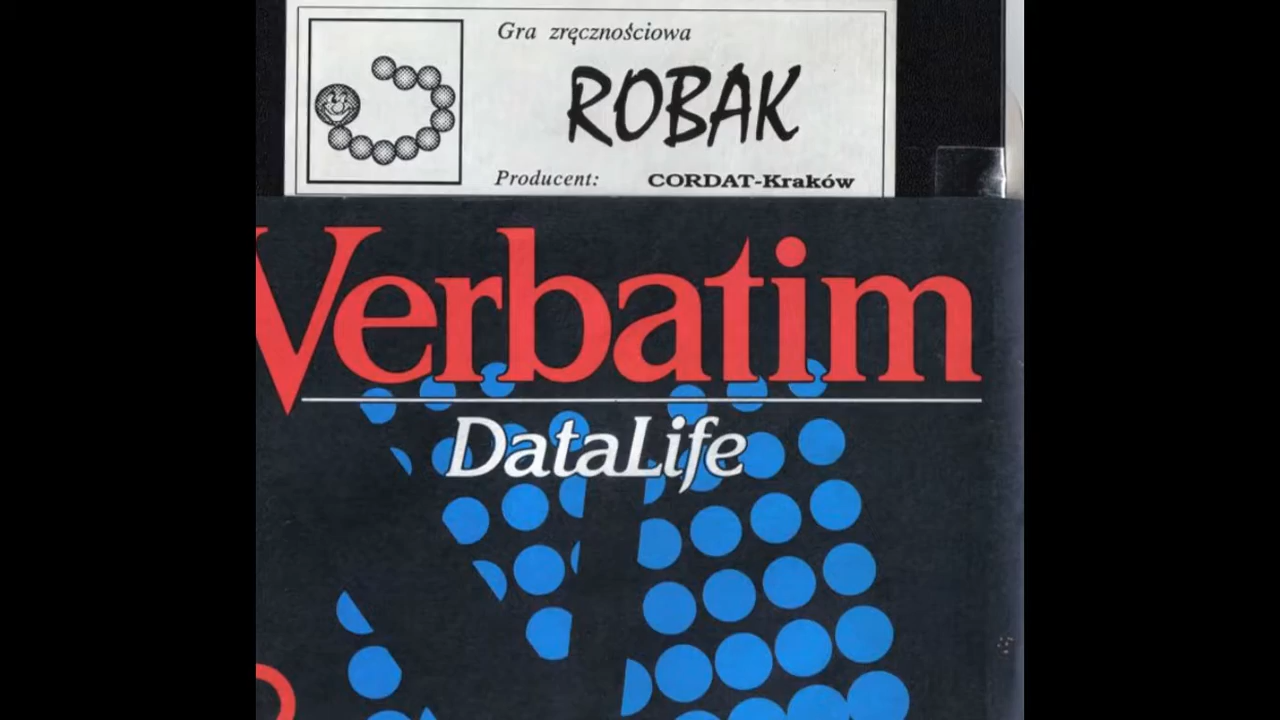 Gra zręcznościowa
ROBAK
Producent: CORDAT-Kraków
Verbatim
DataLife